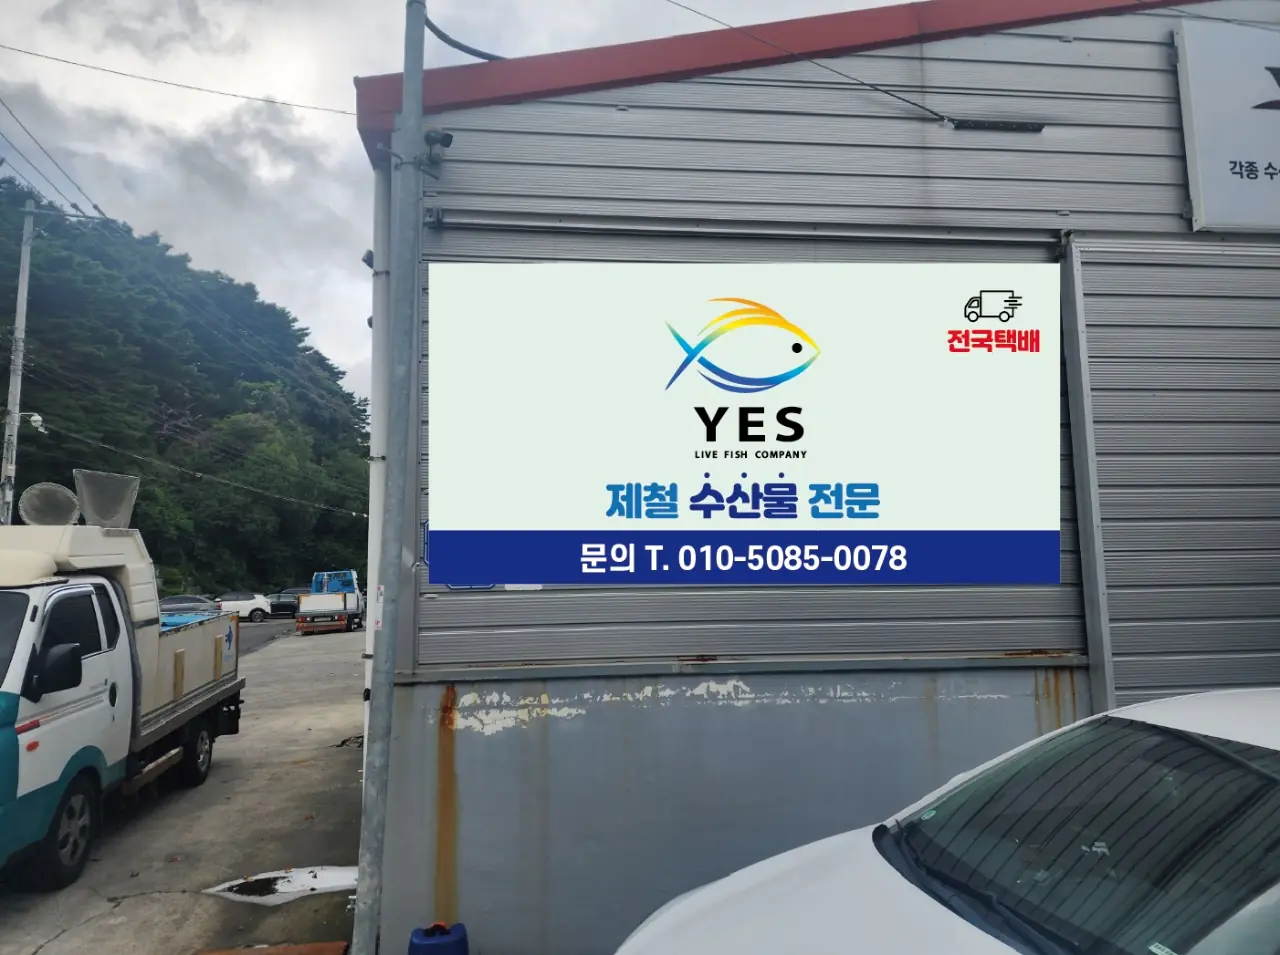 각종 수
전국택배
YES
LIVE FISH COMPANY
제철 수산물 전문
문의 T. 010-5085-0078